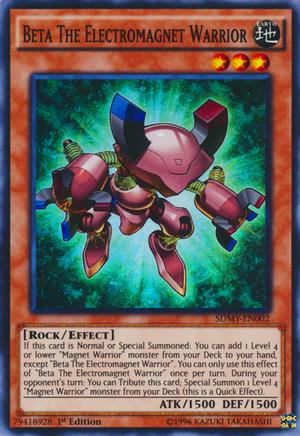 BETA THE ELECTROMAGNET WARRIOR
EARTH
地
SDMY-EN002
[ROCK/EFFECT]
If this card is Normal or Special Summoned: You can add 1 Level 4
or lower "Magnet Warrior" monster from your Deck to your hand,
except "Beta The Electromagnet Warrior". You can only use this effect
of "Beta The Electromagnet Warrior" once per turn. During your
opponent's turn: You can Tribute this card; Special Summon 1 Level 4
"Magnet Warrior" monster from your Deck (this is a Quick Effect).
ATK/1500 DEF/1500
79418928 1st Edition ©1996 KAZUKI TAKAHASHI